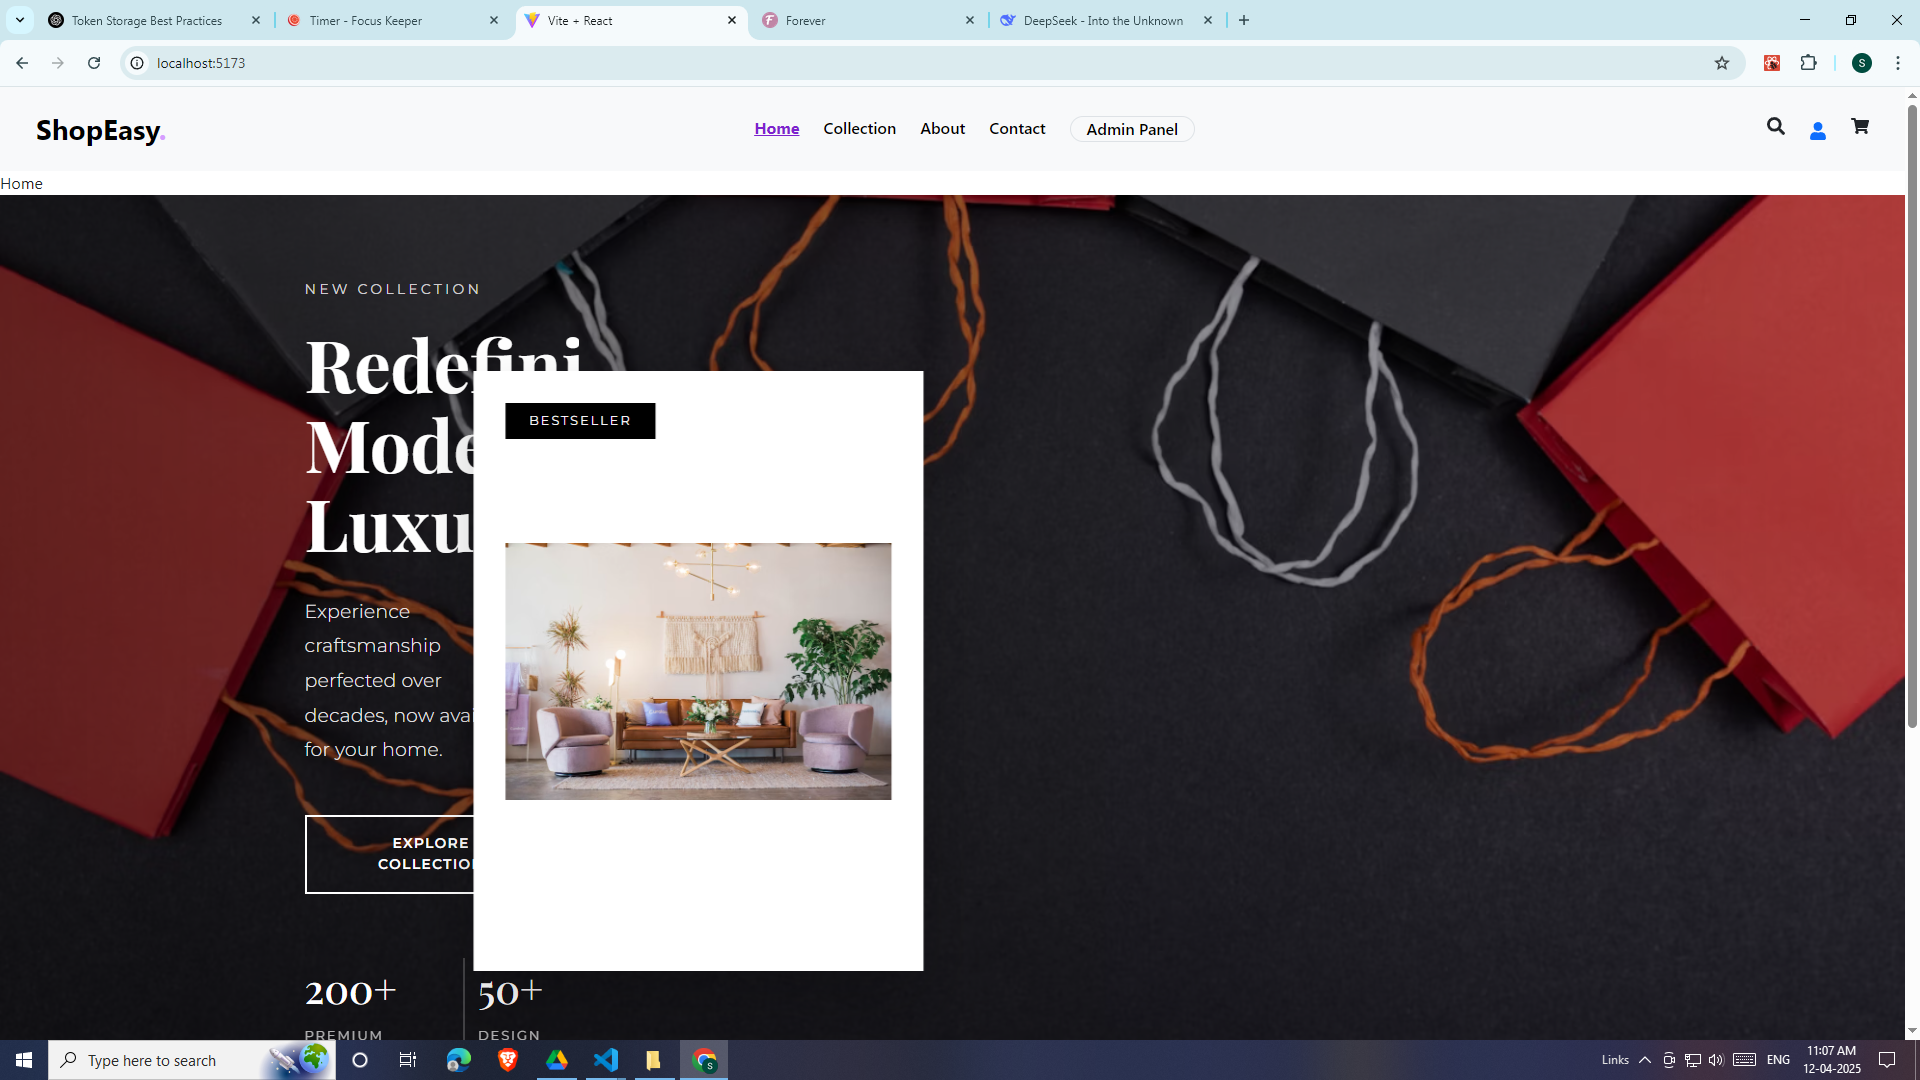 Token Storage Best Practices
Timer - Focus Keeper
Vite + React
Forever
DeepSeek - Into the Unknown
localhost:5173
S
ShopEasy.
Home
Collection
About
Contact
Admin Panel
Home
NEW COLLECTION
Redefini
Mode
Luxu
BESTSELLER
Experience
craftsmanship
perfected over
decades, now avai
for your home.
EXPLORE
COLLECTION
200+
50+
PREMIUM
DESIGN
Type here to search
Links
ENG
11:07 AM
12-04-2025